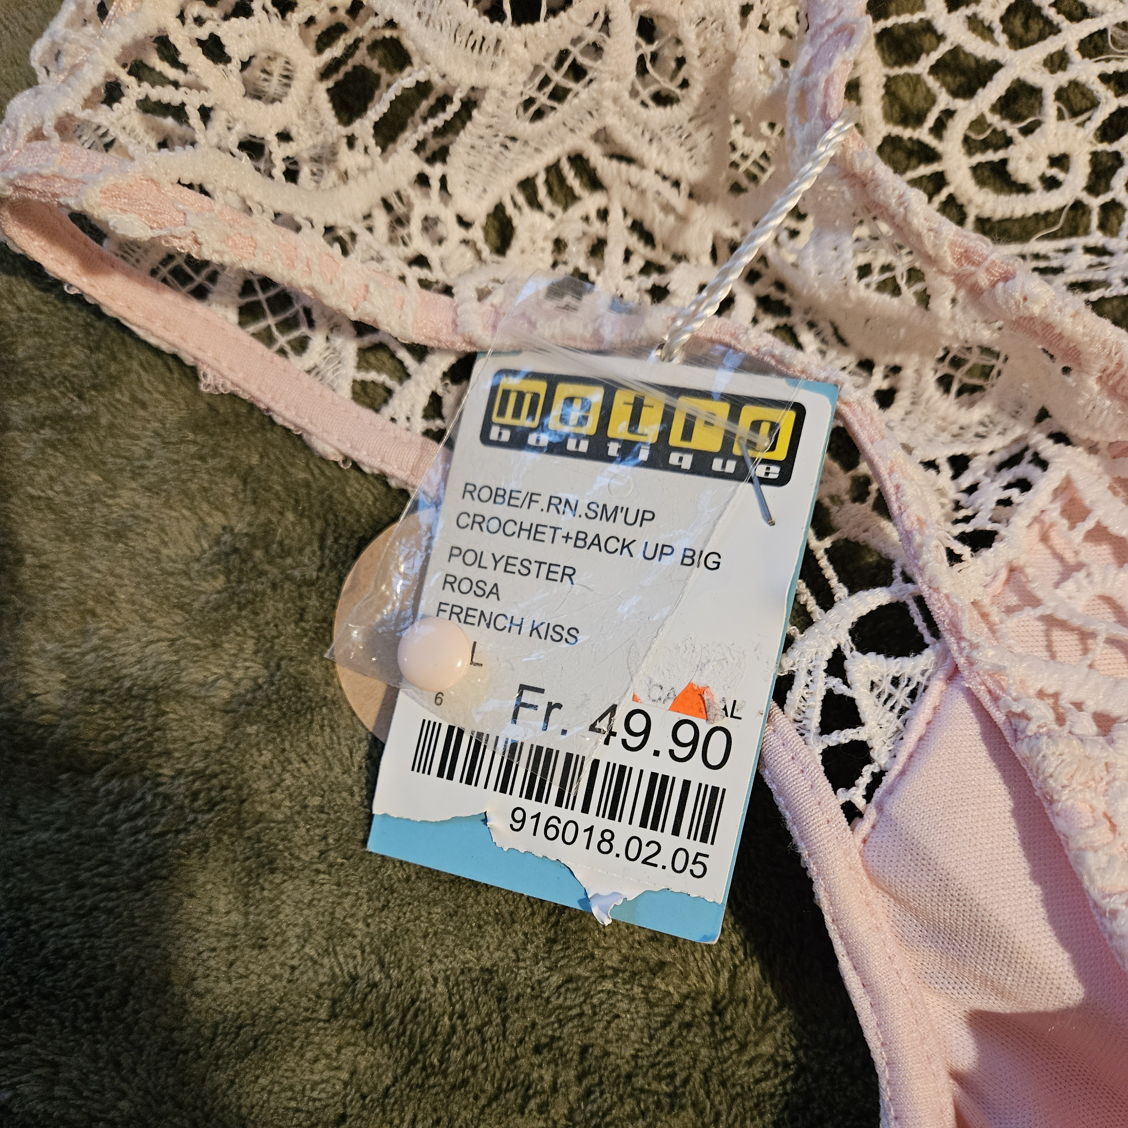 metro
boutique
ROBE/F.RN.SM'UP
CROCHET+BACK UP BIG
POLYESTER
ROSA
FRENCH KISS
L
6
Fr. 49.90
916018.02.05